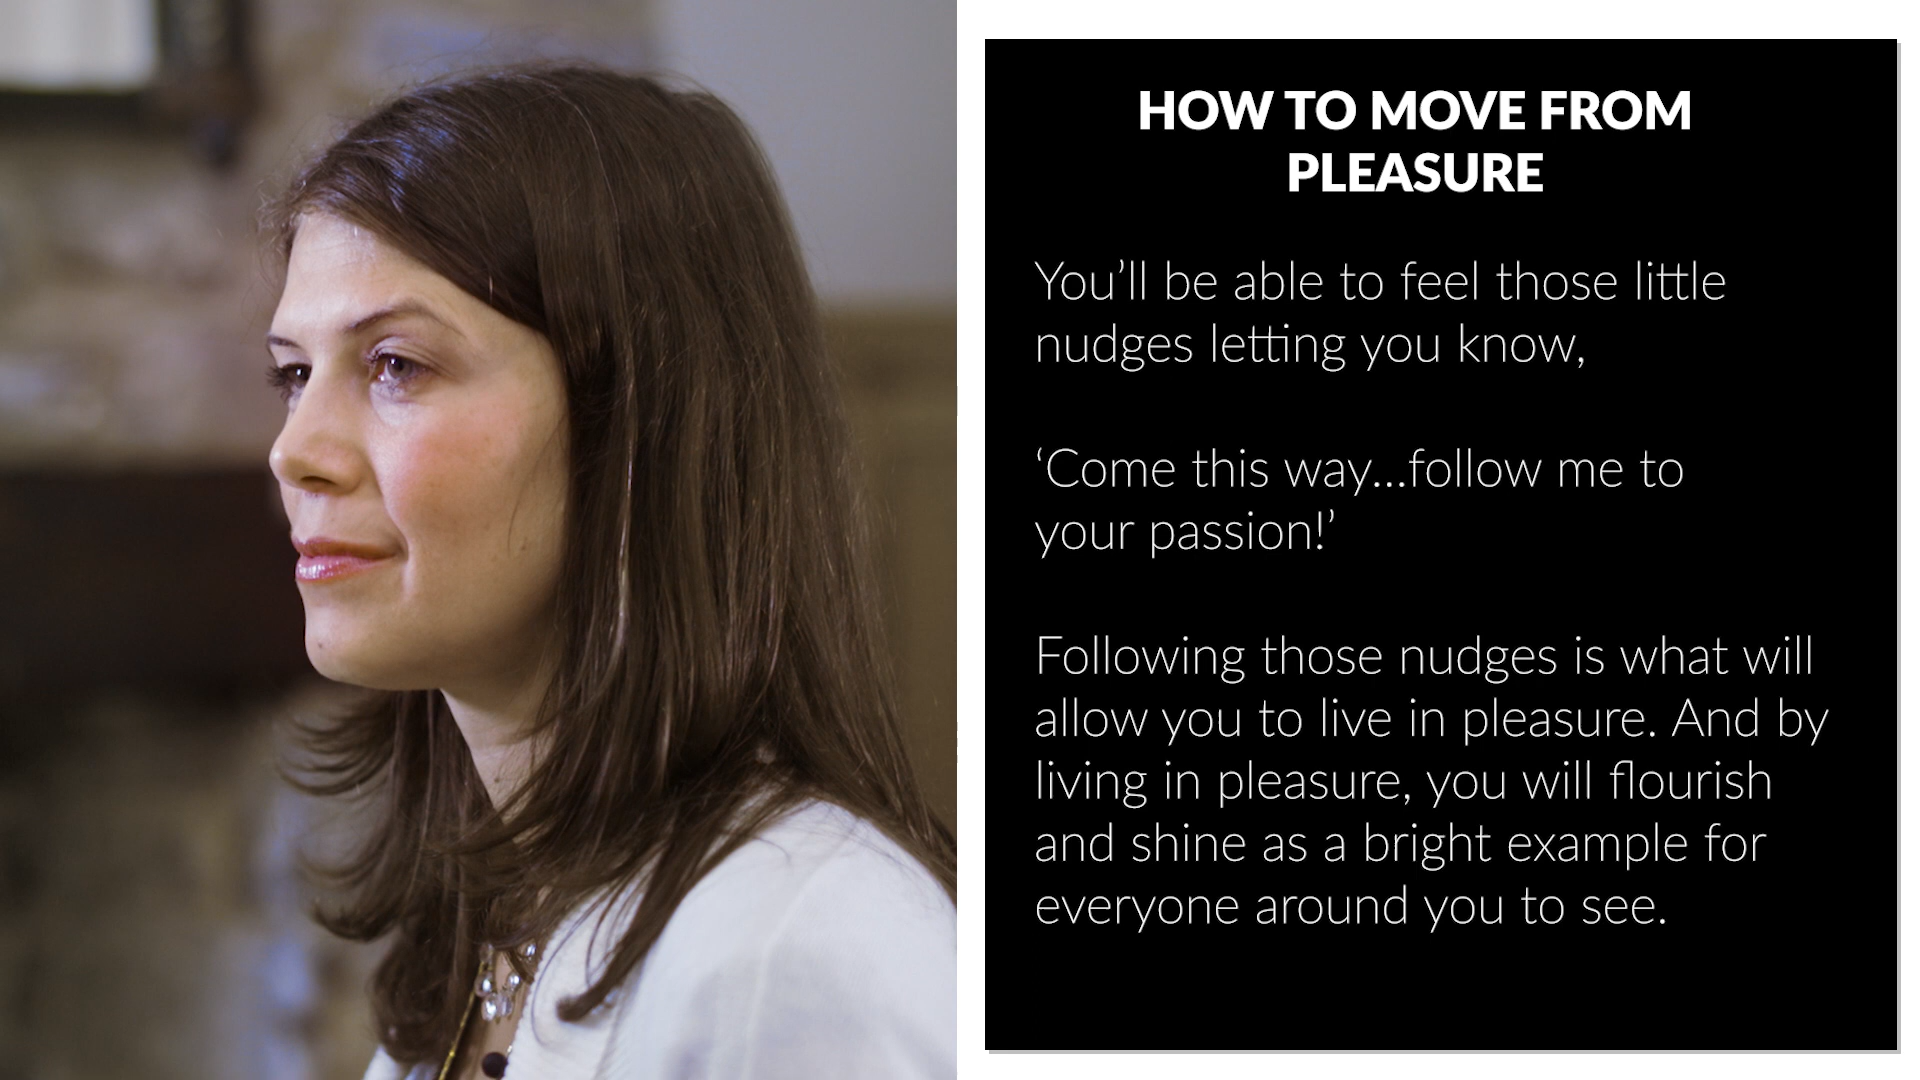 HOW TO MOVE FROM
PLEASURE
You’ll be able to feel those little
nudges letting you know,
‘Come this way...follow me to
your passion!’
Following those nudges is what will
allow you to live in pleasure. And by
living in pleasure, you will flourish
and shine as a bright example for
everyone around you to see.